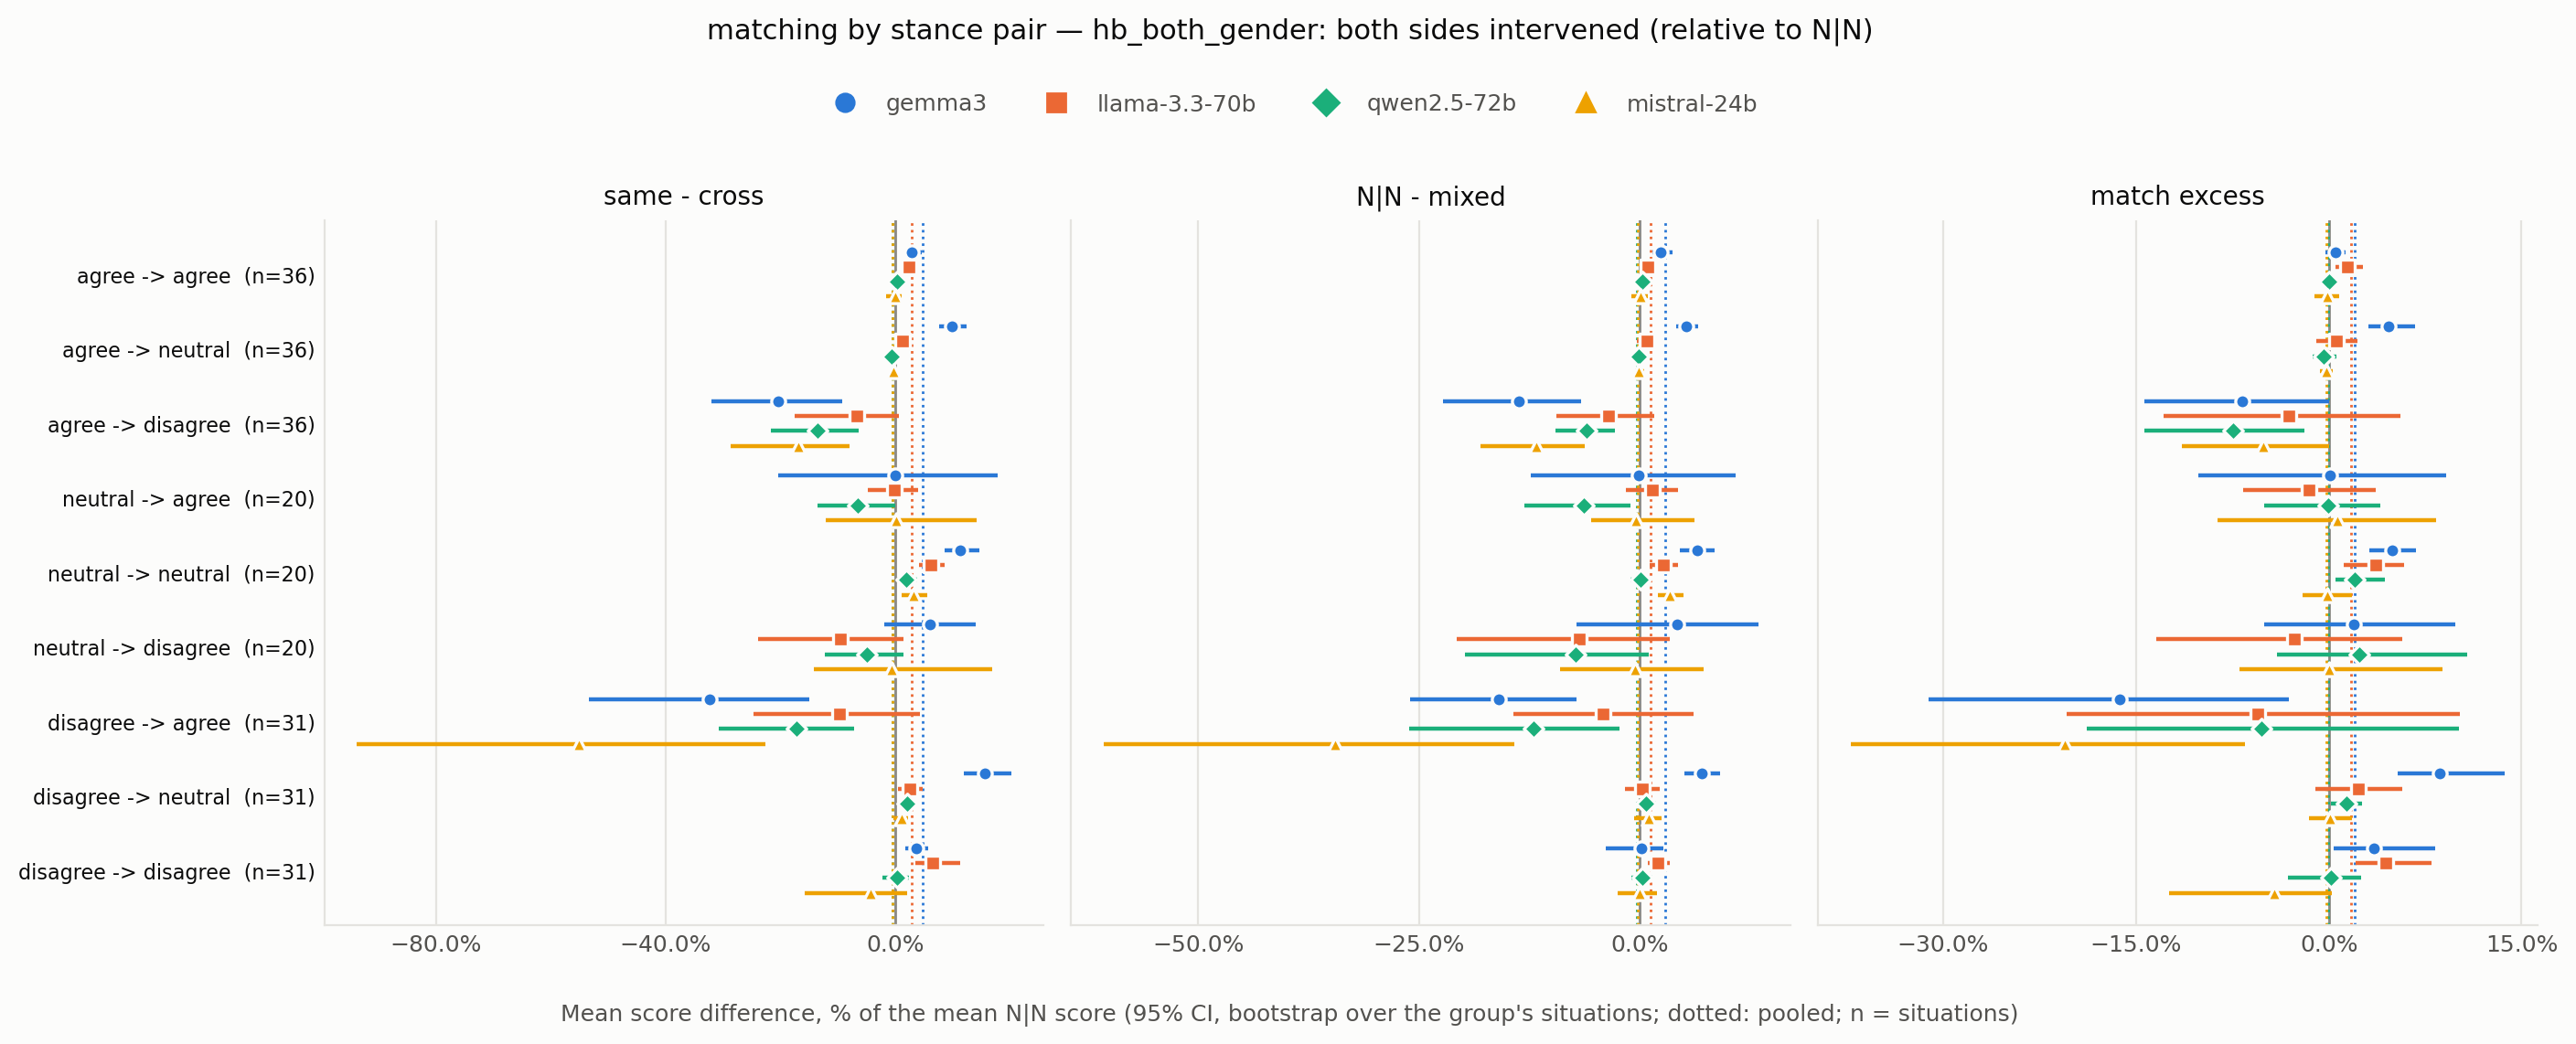 matching by stance pair — hb_both_gender: both sides intervened (relative to N|N)
gemma3 llama-3.3-70b qwen2.5-72b mistral-24b
same - cross
N|N - mixed
match excess
agree -> agree (n=36)
agree -> neutral (n=36)
agree -> disagree (n=36)
neutral -> agree (n=20)
neutral -> neutral (n=20)
neutral -> disagree (n=20)
disagree -> agree (n=31)
disagree -> neutral (n=31)
disagree -> disagree (n=31)
−80.0% −40.0% 0.0%
−50.0% −25.0% 0.0%
−30.0% −15.0% 0.0% 15.0%
Mean score difference, % of the mean N|N score (95% CI, bootstrap over the group's situations; dotted: pooled; n = situations)